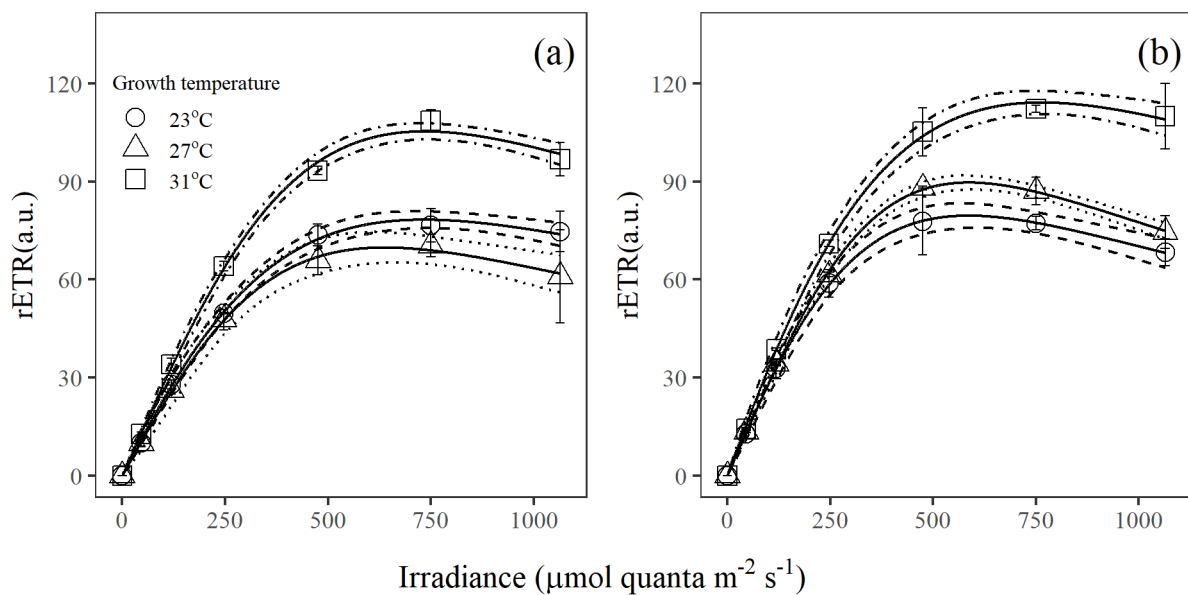 (a)
Growth temperature
23°C
27°C
31°C
rETR(a.u.)
120
90
60
30
0
0 250 500 750 1000
(b)
rETR(a.u.)
120
90
60
30
0
0 250 500 750 1000
Irradiance (μmol quanta m⁻² s⁻¹)